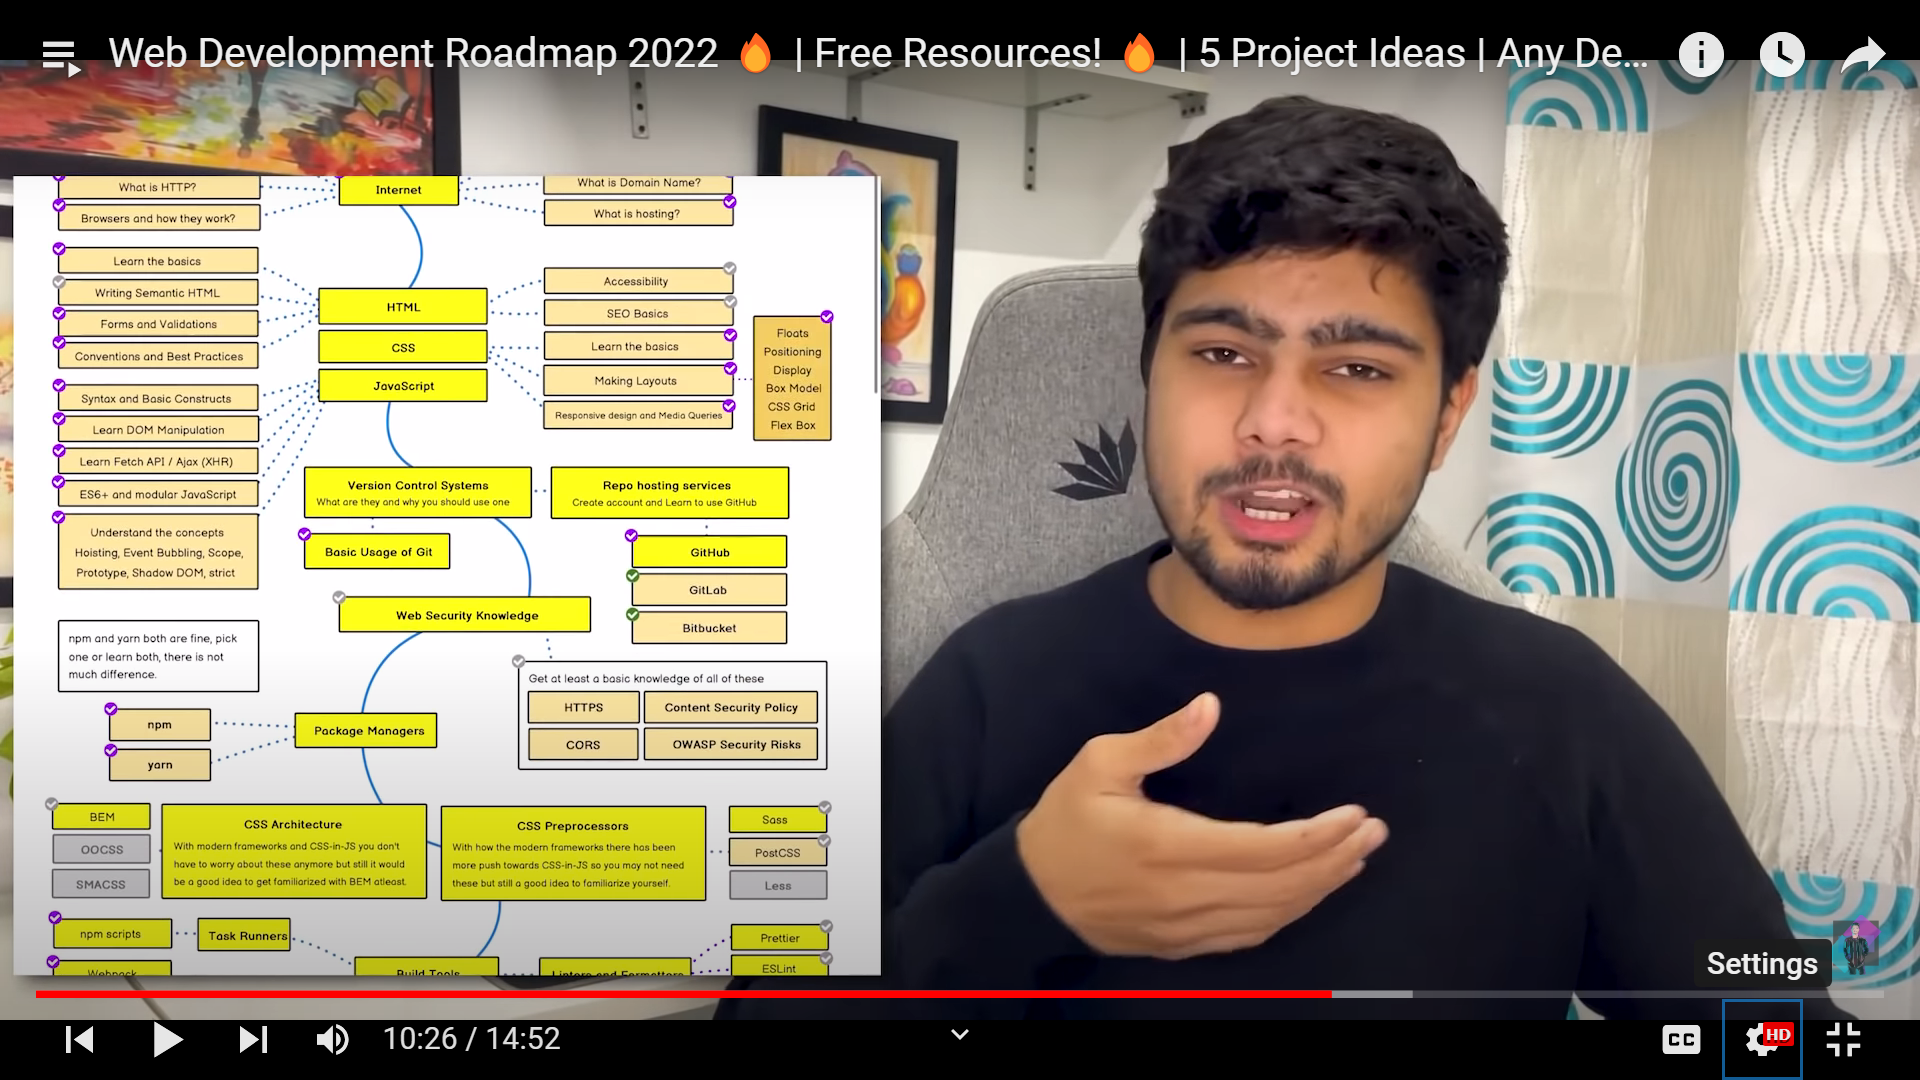 Web Development Roadmap 2022 🔥 | Free Resources! 🔥 | 5 Project Ideas | Any De...
What is HTTP?
Internet
What is Domain Name?
Browsers and how they work?
What is hosting?
Learn the basics
Writing Semantic HTML
Forms and Validations
Conventions and Best Practices
HTML
CSS
JavaScript
Accessibility
SEO Basics
Learn the basics
Making Layouts
Responsive design and Media Queries
Floats
Positioning
Display
Box Model
CSS Grid
Flex Box
Syntax and Basic Constructs
Learn DOM Manipulation
Learn Fetch API / Ajax (XHR)
ES6+ and modular JavaScript
Understand the concepts
Hoisting, Event Bubbling, Scope,
Prototype, Shadow DOM, strict
Version Control Systems
What are they and why you should use one
Repo hosting services
Create account and Learn to use GitHub
Basic Usage of Git
GitHub
GitLab
Bitbucket
Web Security Knowledge
npm and yarn both are fine, pick
one or learn both, there is not
much difference.
Get at least a basic knowledge of all of these
HTTPS
Content Security Policy
CORS
OWASP Security Risks
npm
yarn
Package Managers
BEM
OOCSS
SMACSS
CSS Architecture
With modern frameworks and CSS-in-JS you don't
have to worry about these anymore but still it would
be a good idea to get familiarized with BEM atleast.
CSS Preprocessors
With how the modern frameworks there has been
more push towards CSS-in-JS so you may not need
these but still a good idea to familiarize yourself.
Sass
PostCSS
Less
npm scripts
Task Runners
Prettier
Webpack
Build Tools
Linters and Formatters
ESLint
Settings
10:26 / 14:52
CC
HD